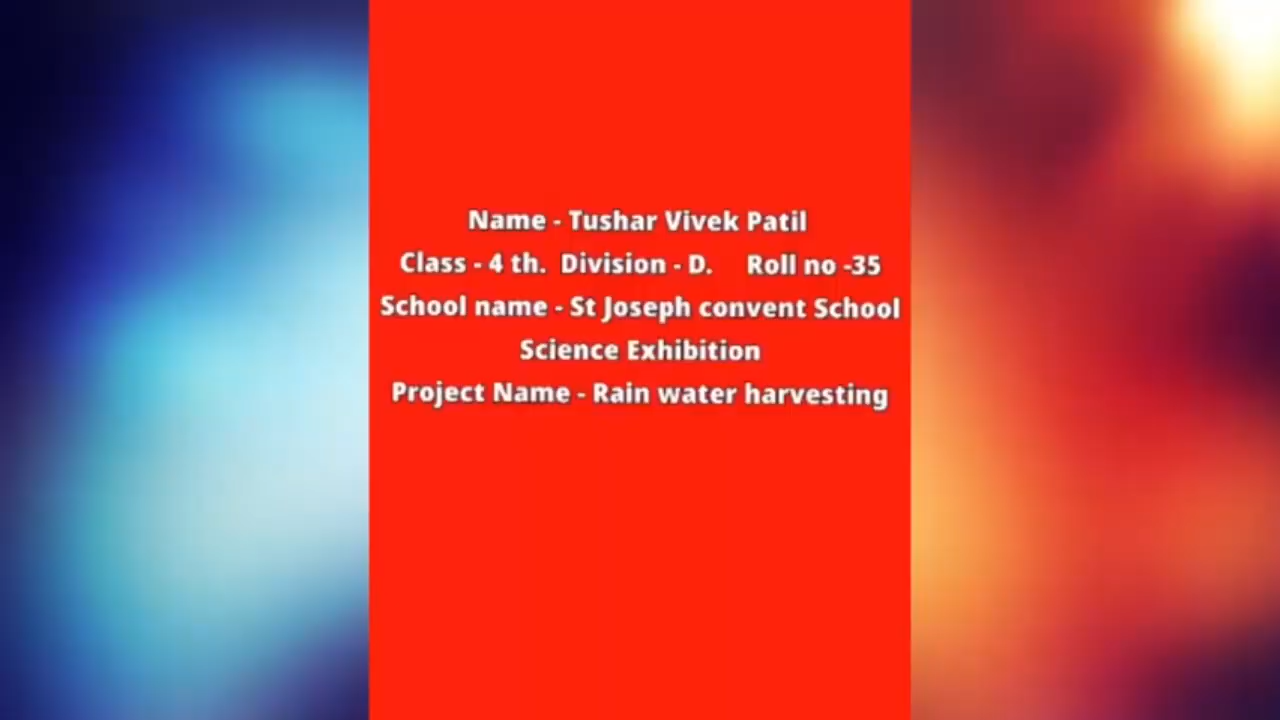 Name - Tushar Vivek Patil
Class - 4 th.  Division - D.    Roll no -35
School name - St Joseph convent School
Science Exhibition
Project Name - Rain water harvesting